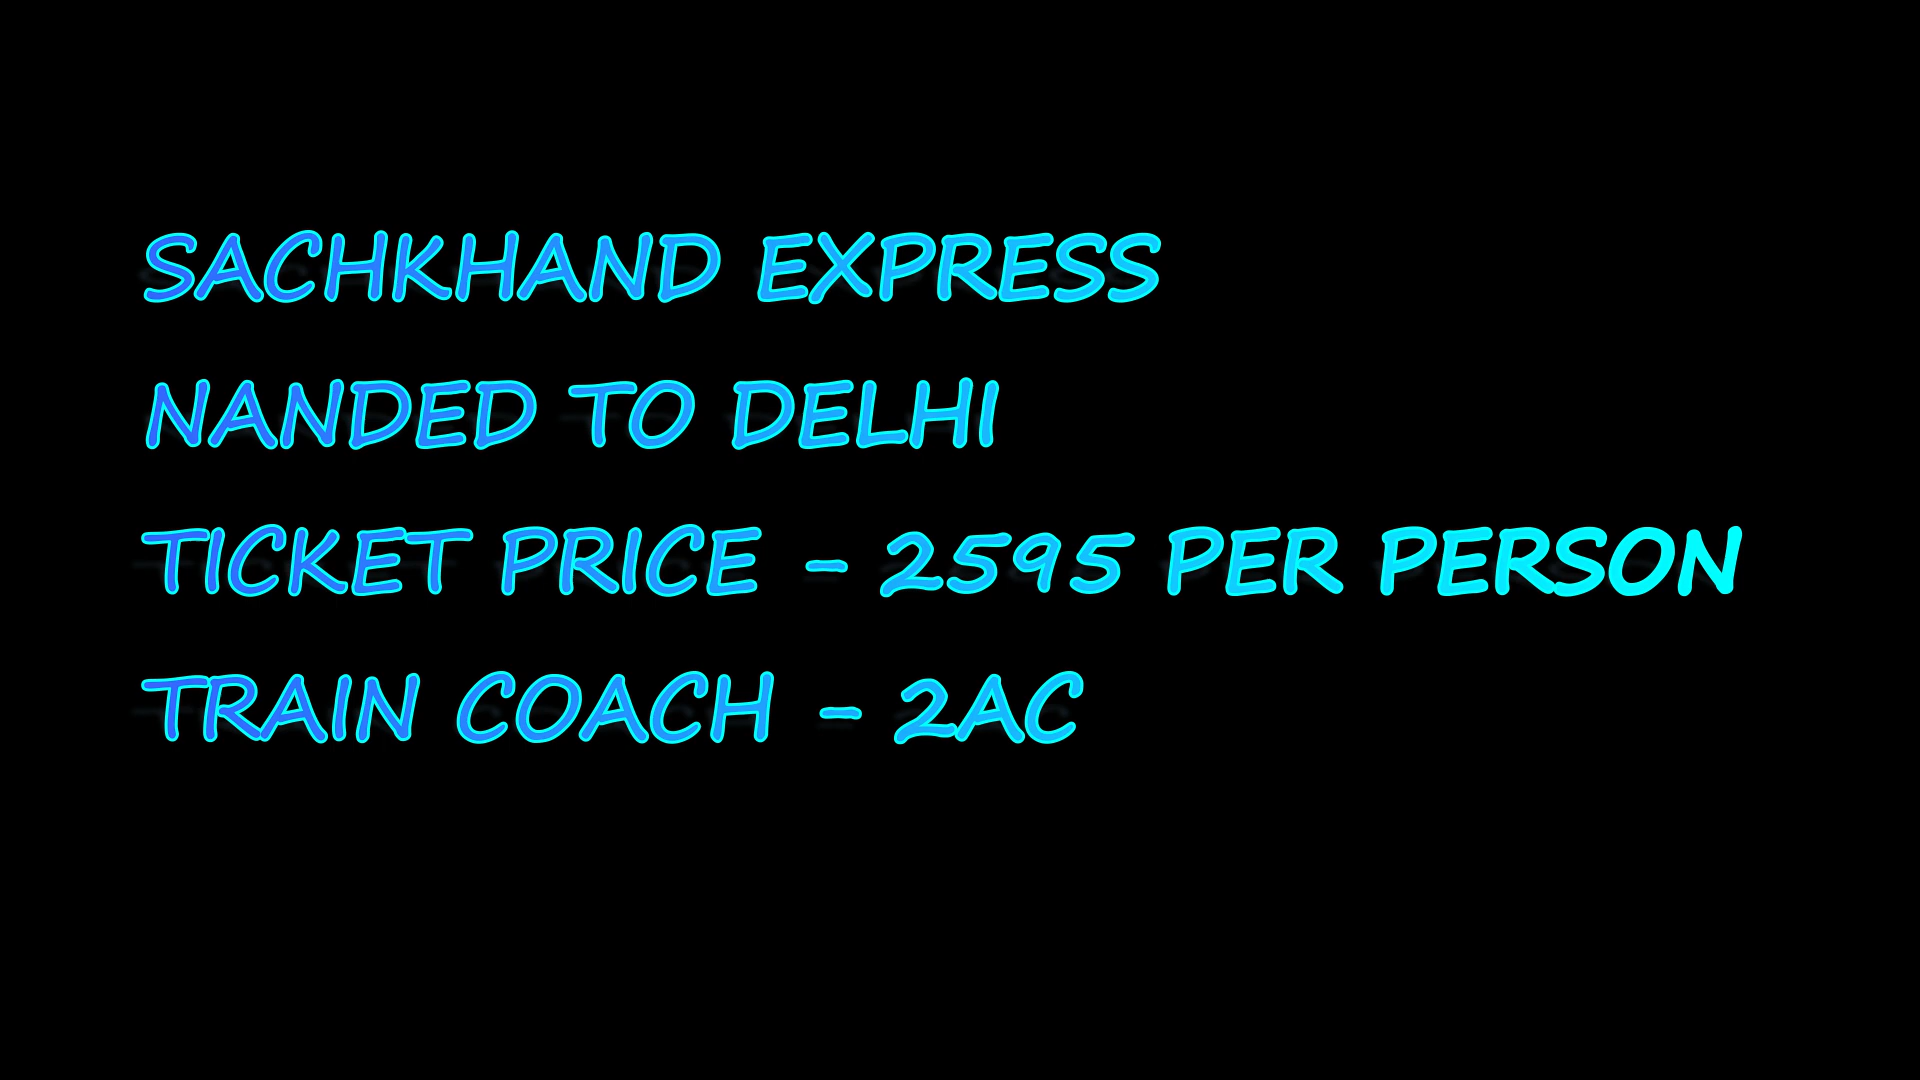 SACHKHAND EXPRESS
NANDED TO DELHI
TICKET PRICE - 2595 PER PERSON
TRAIN COACH - 2AC